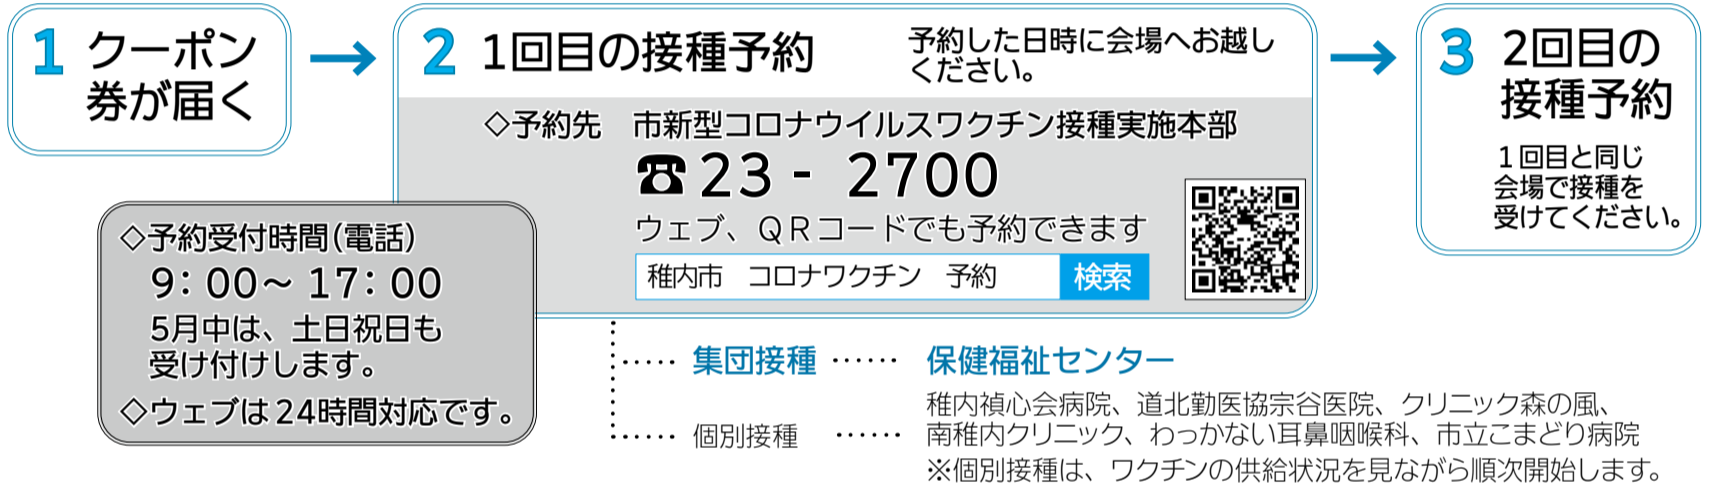 1 クーポン
券が届く
2 1回目の接種予約
予約した日時に会場へお越し
ください。
◇予約先 市新型コロナウイルスワクチン接種実施本部
☎23 - 2700
ウェブ、QRコードでも予約できます
稚内市 コロナワクチン 予約 検索
◇予約受付時間(電話)
9:00~17:00
5月中は、土日祝日も
受け付けします。
◇ウェブは24時間対応です。
3 2回目の
接種予約
1回目と同じ
会場で接種を
受けてください。
集団接種 …… 保健福祉センター
個別接種 …… 稚内禎心会病院、道北勤医協宗谷医院、クリニック森の風、
南稚内クリニック、わっかない耳鼻咽喉科、市立こまどり病院
※個別接種は、ワクチンの供給状況を見ながら順次開始します。